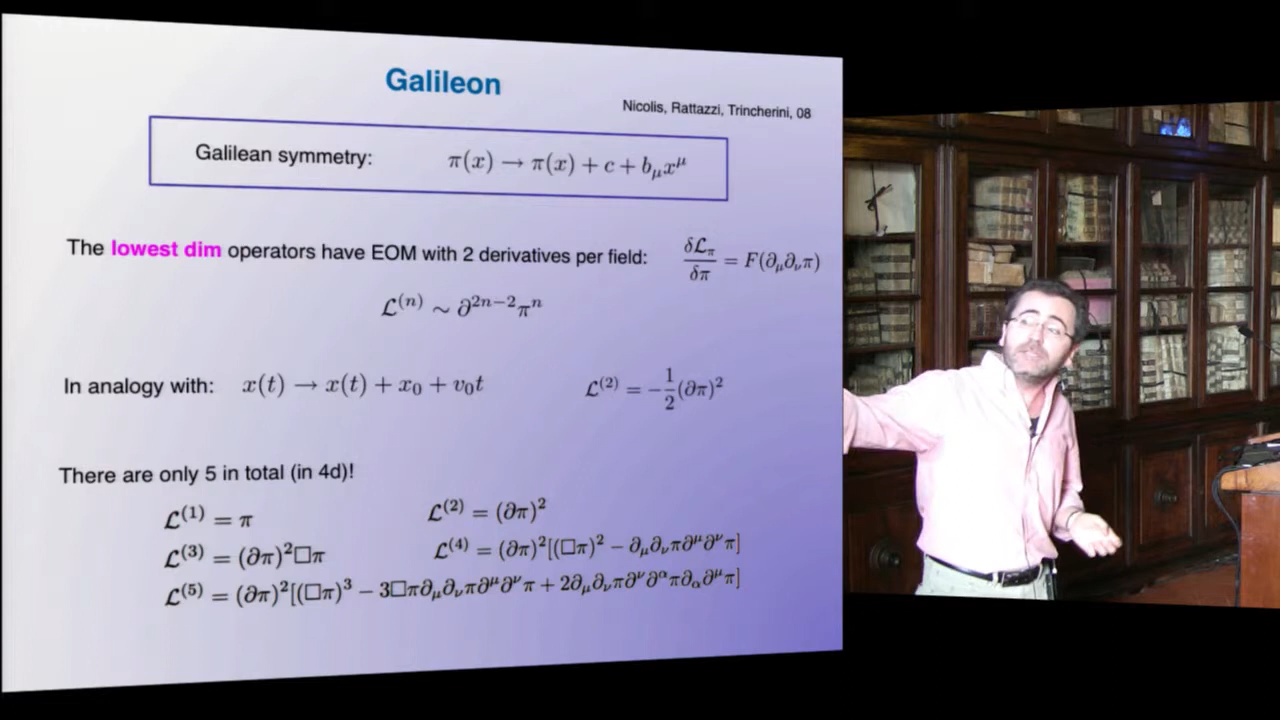 Galileon
Nicolis, Rattazzi, Trincherini, 08
Galilean symmetry: π(x) → π(x) + c + b_μ x^μ
The lowest dim operators have EOM with 2 derivatives per field: δℒ_π/δπ = F(∂_μ∂_νπ)
ℒ^(n) ∼ ∂^{2n−2}π^n
In analogy with: x(t) → x(t) + x_0 + v_0t ℒ^(2) = −1/2(∂π)^2
There are only 5 in total (in 4d)!
ℒ^(1) = π ℒ^(2) = (∂π)^2
ℒ^(3) = (∂π)^2□π ℒ^(4) = (∂π)^2[(□π)^2 − ∂_μ∂_νπ∂^μ∂^νπ]
ℒ^(5) = (∂π)^2[(□π)^3 − 3□π∂_μ∂_νπ∂^μ∂^νπ + 2∂_μ∂_νπ∂^ν∂^απ∂_α∂^μπ]